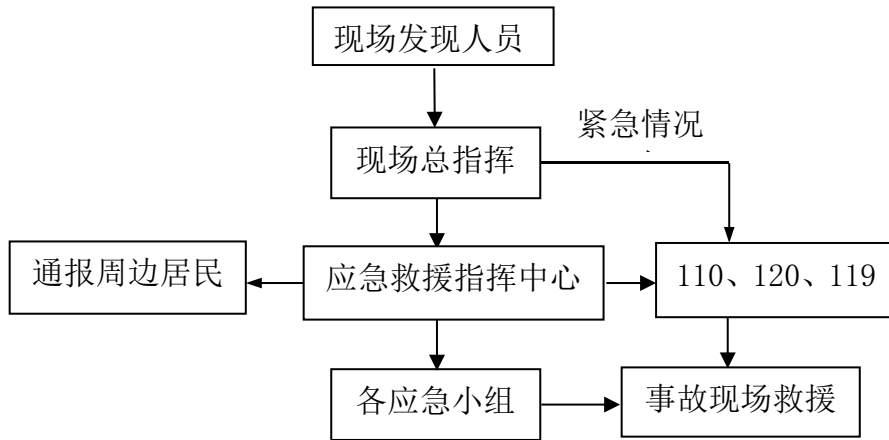 现场发现人员
紧急情况
现场总指挥
通报周边居民
应急救援指挥中心
110、120、119
各应急小组
事故现场救援